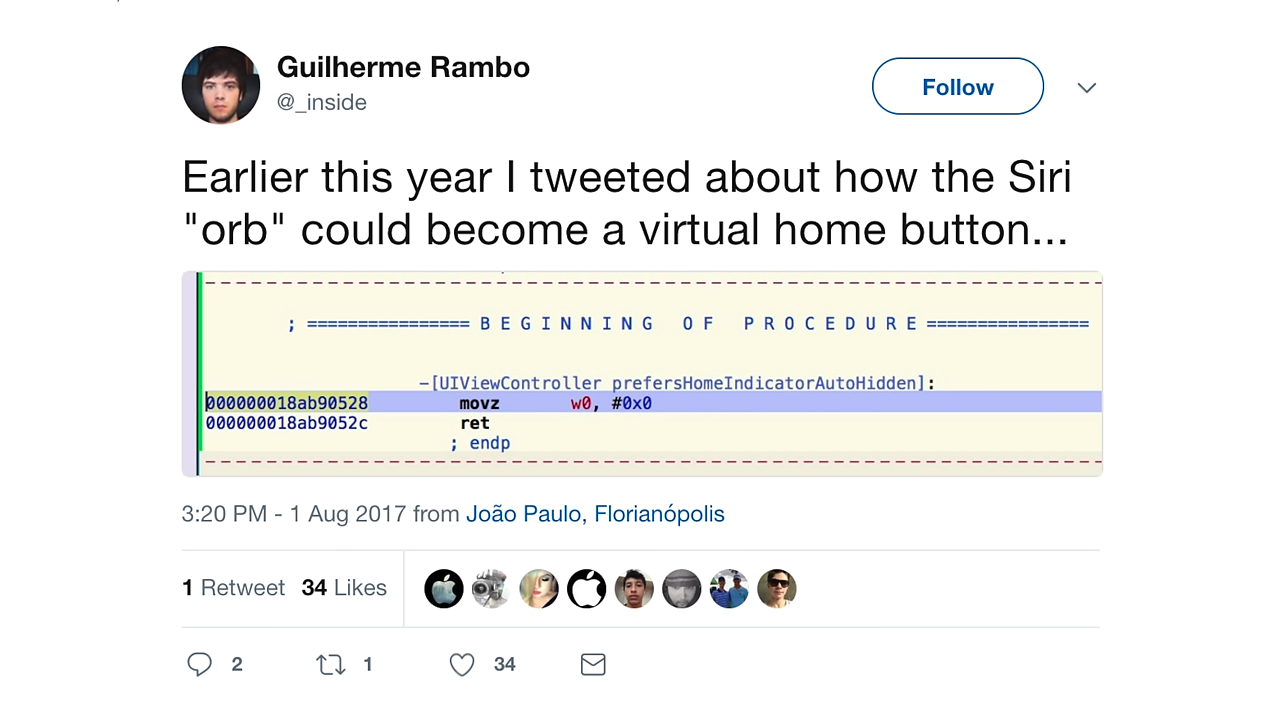 Guilherme Rambo
@_inside
Follow
Earlier this year I tweeted about how the Siri
"orb" could become a virtual home button...
; ================ B E G I N N I N G   O F   P R O C E D U R E ================
-[UIViewController prefersHomeIndicatorAutoHidden]:
000000018ab90528 movz w0, #0x0
000000018ab9052c ret
; endp
3:20 PM - 1 Aug 2017 from João Paulo, Florianópolis
1 Retweet 34 Likes
2 1 34